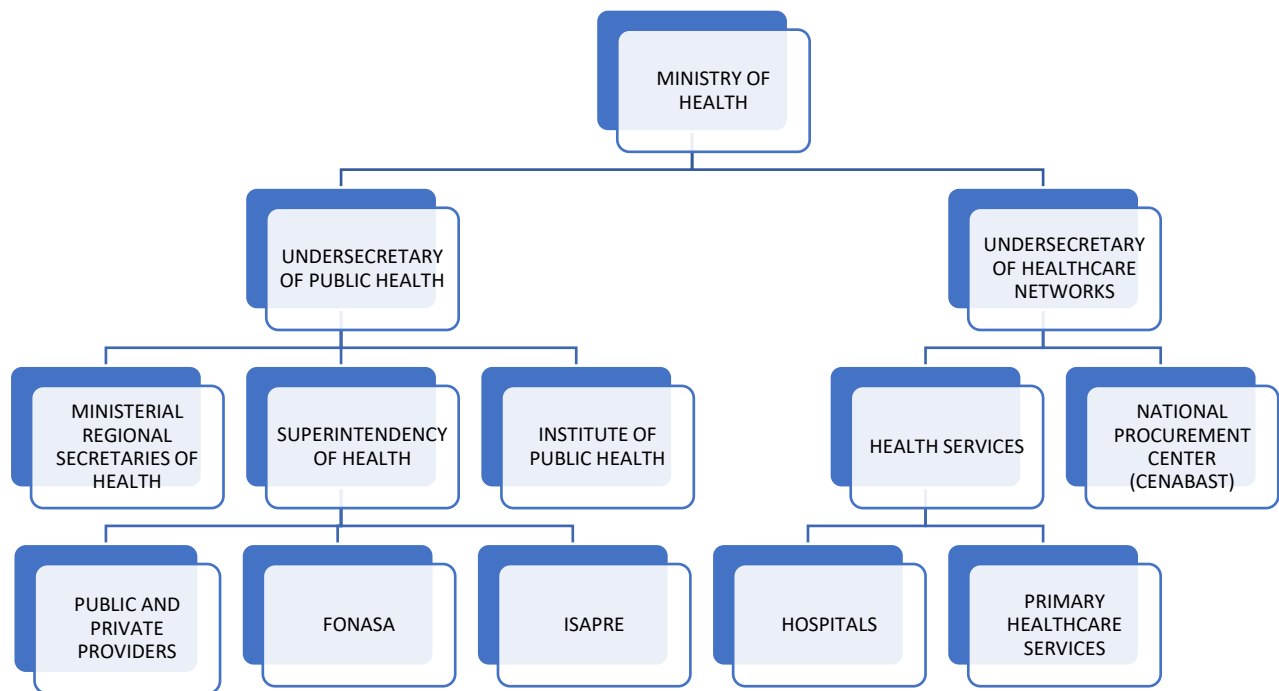 MINISTRY OF
HEALTH
UNDERSECRETARY
OF PUBLIC HEALTH
UNDERSECRETARY
OF HEALTHCARE
NETWORKS
MINISTERIAL
REGIONAL
SECRETARIES OF
HEALTH
SUPERINTENDENCY
OF HEALTH
INSTITUTE OF
PUBLIC HEALTH
HEALTH SERVICES
NATIONAL
PROCUREMENT
CENTER
(CENABAST)
PUBLIC AND
PRIVATE
PROVIDERS
FONASA
ISAPRE
HOSPITALS
PRIMARY
HEALTHCARE
SERVICES